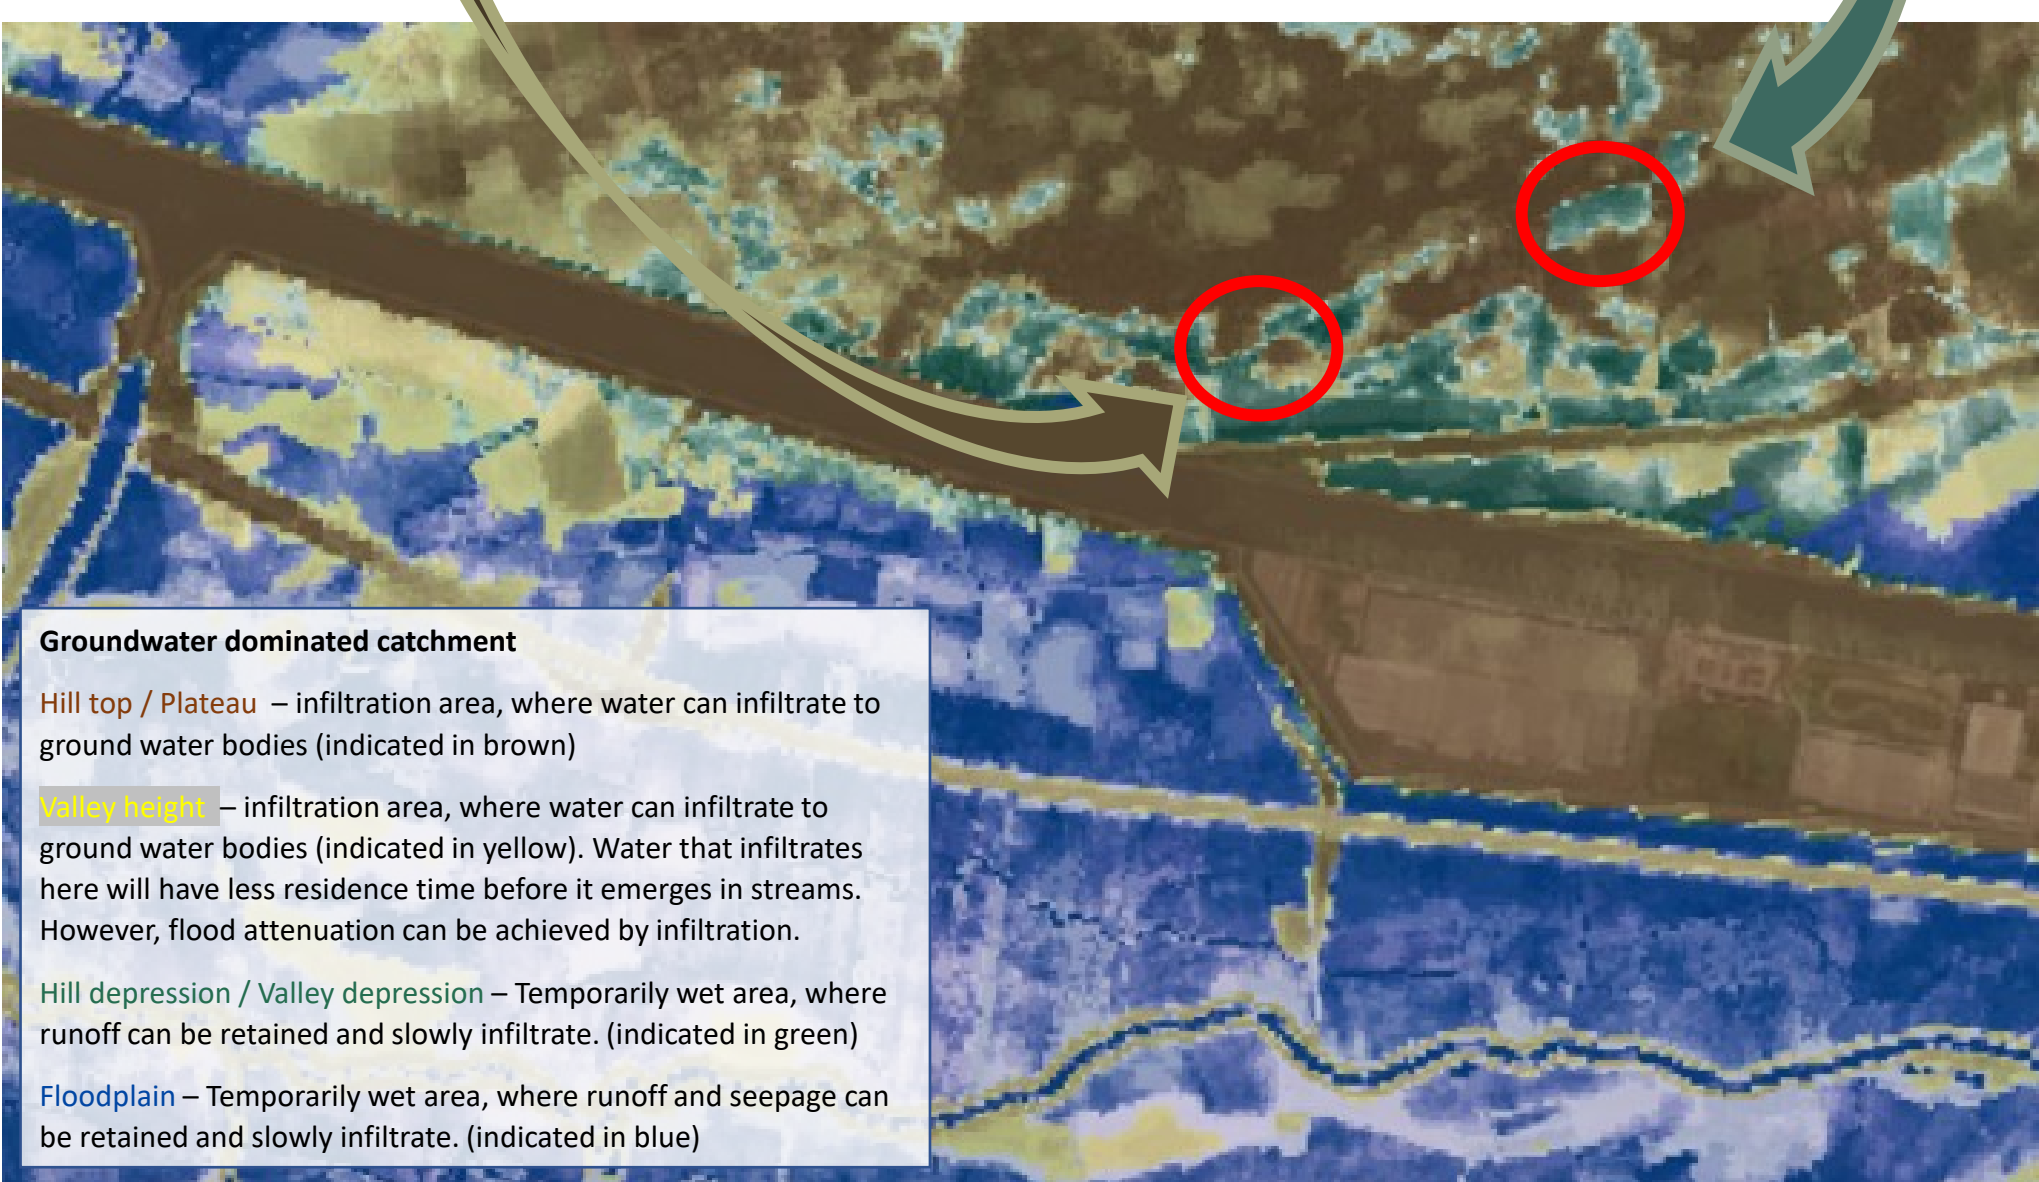 Groundwater dominated catchment
Hill top / Plateau – infiltration area, where water can infiltrate to
ground water bodies (indicated in brown)
Valley height – infiltration area, where water can infiltrate to
ground water bodies (indicated in yellow). Water that infiltrates
here will have less residence time before it emerges in streams.
However, flood attenuation can be achieved by infiltration.
Hill depression / Valley depression – Temporarily wet area, where
runoff can be retained and slowly infiltrate. (indicated in green)
Floodplain – Temporarily wet area, where runoff and seepage can
be retained and slowly infiltrate. (indicated in blue)